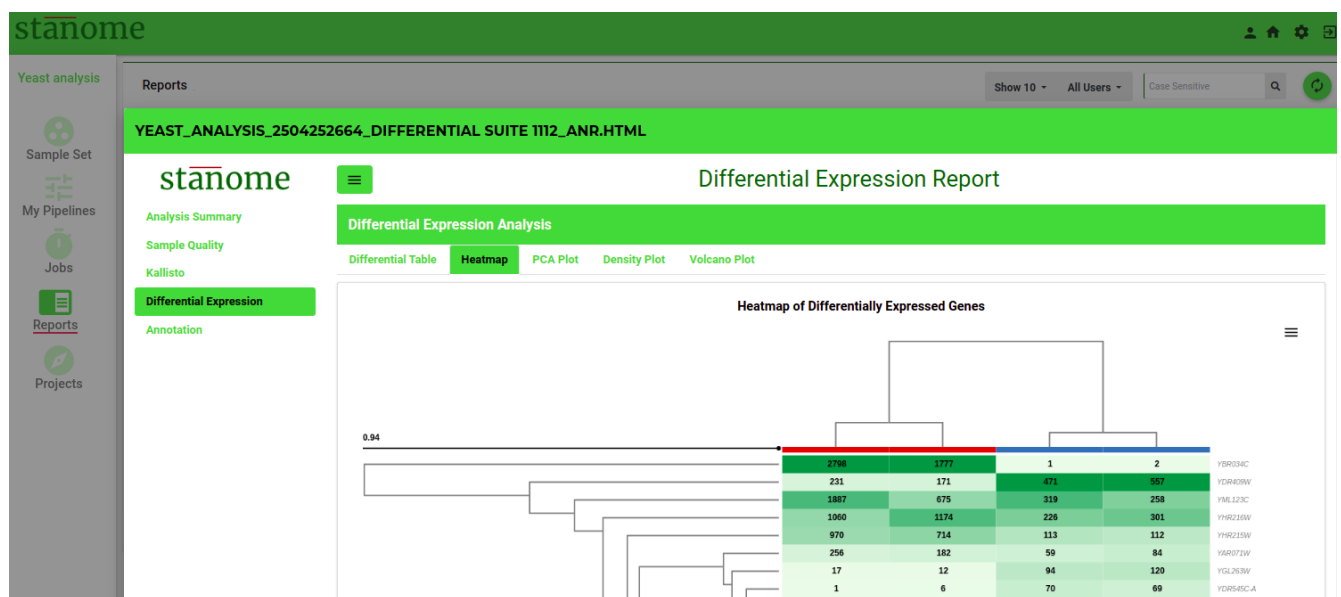 stanome
Yeast analysis
Reports
Show 10
All Users
Case Sensitive
Sample Set
My Pipelines
Jobs
Reports
Projects
YEAST_ANALYSIS_2504252664_DIFFERENTIAL SUITE 1112_ANR.HTML
stanome
Differential Expression Report
Analysis Summary
Sample Quality
Kallisto
Differential Expression
Annotation
Differential Expression Analysis
Differential Table Heatmap PCA Plot Density Plot Volcano Plot
Heatmap of Differentially Expressed Genes
0.94
2798 1777 1 2 YBR034C
231 171 471 557 YDR409W
1887 675 319 258 YML123C
1060 1174 226 301 YHR216W
970 714 113 112 YHR215W
256 182 59 84 YAR071W
17 12 94 120 YGL263W
1 6 70 69 YDR545C-A